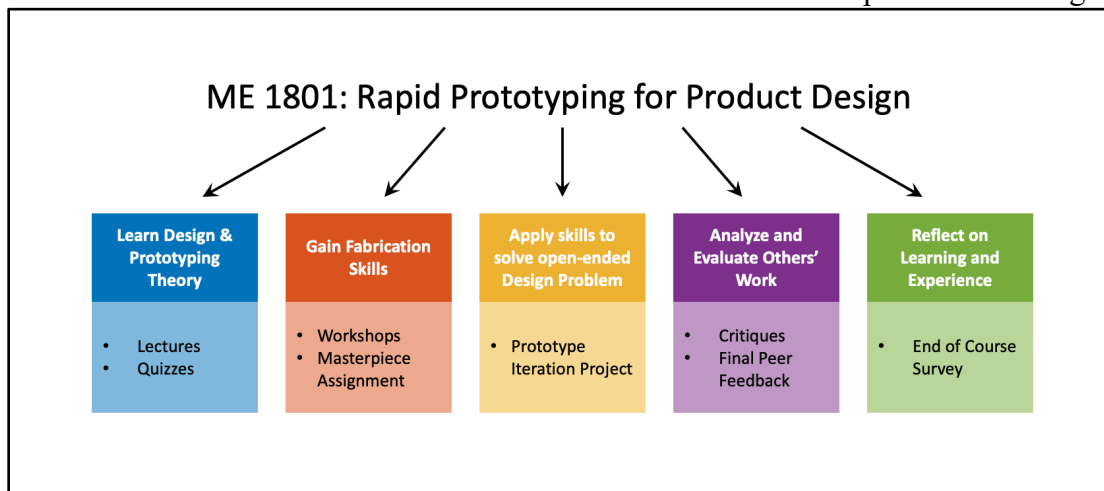 ME 1801: Rapid Prototyping for Product Design
Learn Design &
Prototyping
Theory
• Lectures
• Quizzes
Gain Fabrication
Skills
• Workshops
• Masterpiece
Assignment
Apply skills to
solve open-ended
Design Problem
• Prototype
Iteration Project
Analyze and
Evaluate Others’
Work
• Critiques
• Final Peer
Feedback
Reflect on
Learning and
Experience
• End of Course
Survey